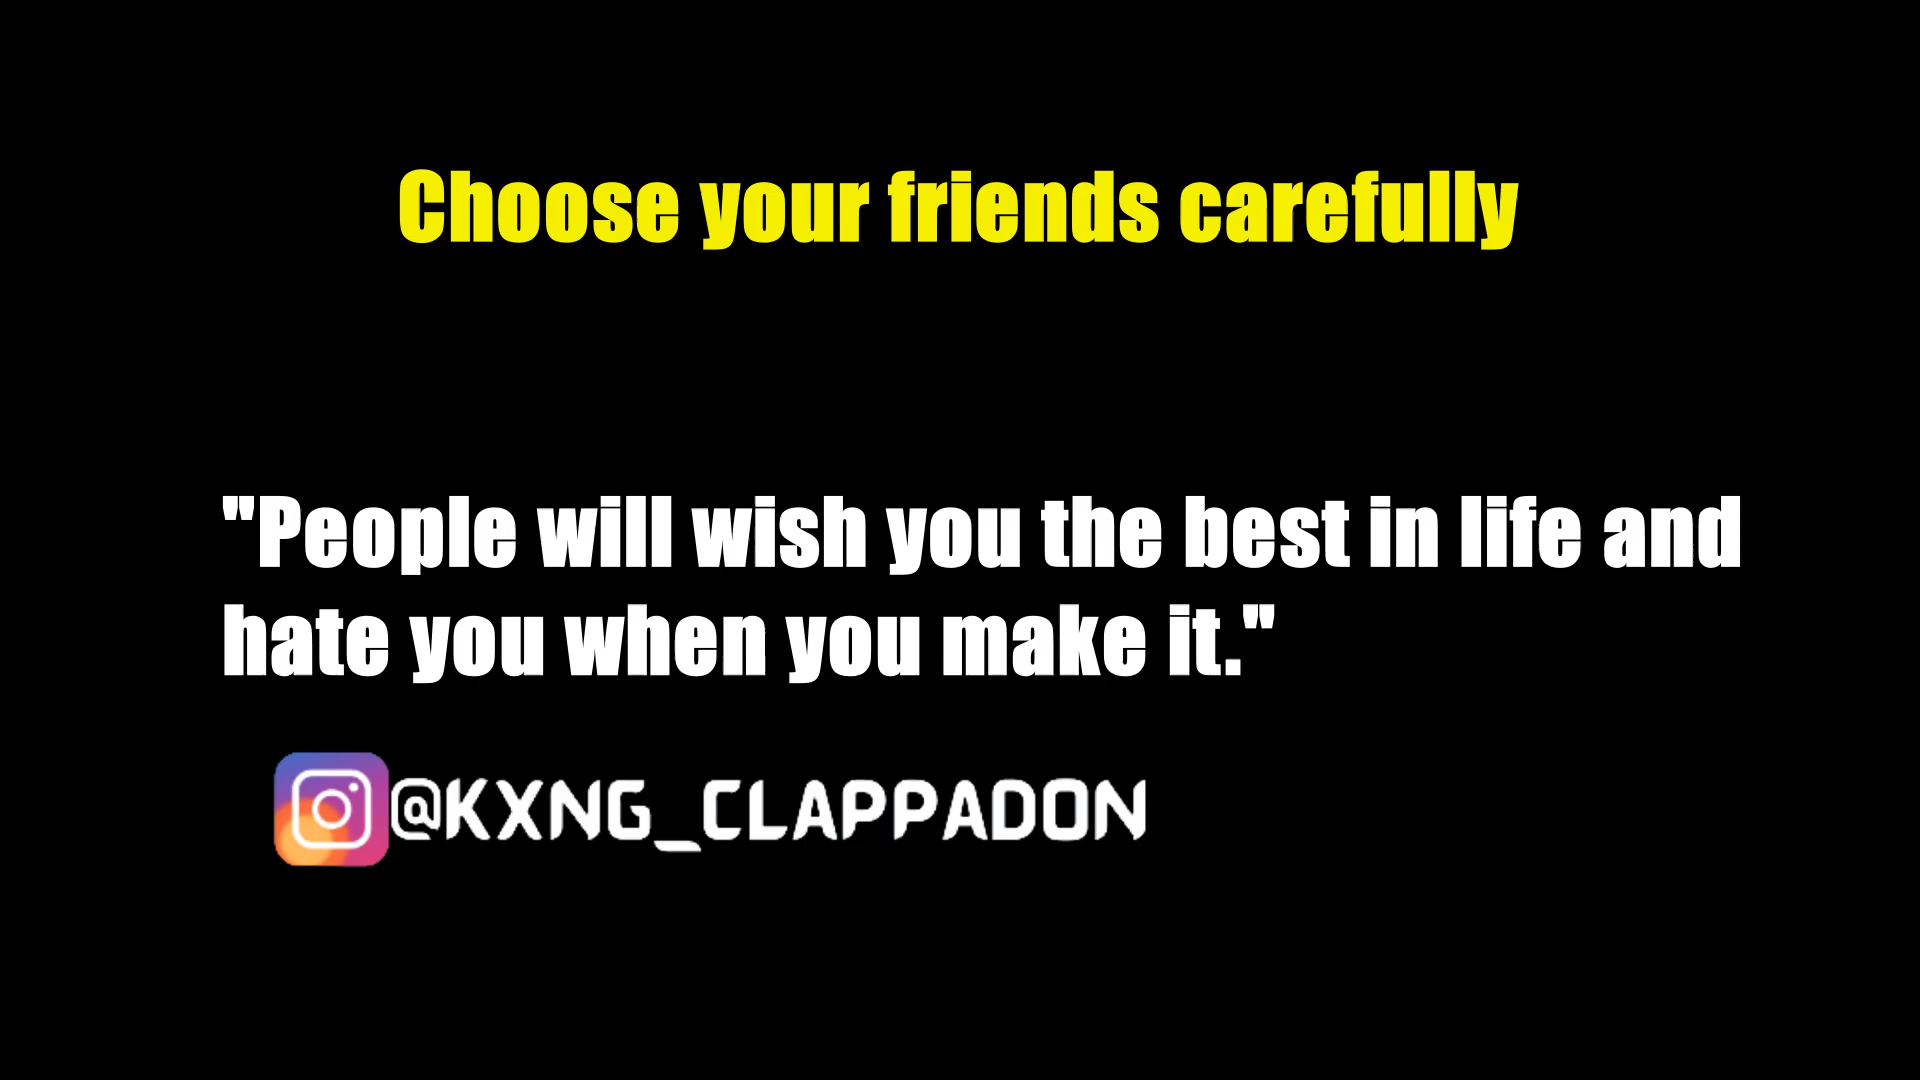 Choose your friends carefully
"People will wish you the best in life and
hate you when you make it."
@KXNG_CLAPPADON